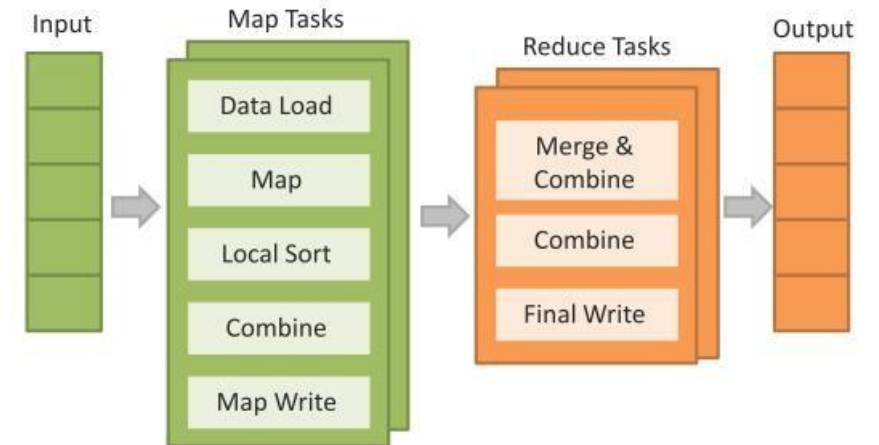 Input
Map Tasks
Data Load
Map
Local Sort
Combine
Map Write
Reduce Tasks
Merge &
Combine
Combine
Final Write
Output